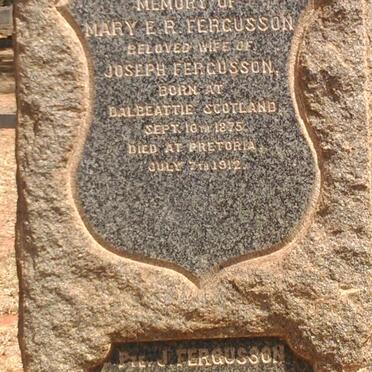 MEMORY OF
MARY E.R. FERGUSSON
BELOVED WIFE OF
JOSEPH FERGUSSON,
BORN AT
DALBEATTIE SCOTLAND
SEPT. 16TH 1875.
DIED AT PRETORIA
JULY 7TH 1912.
PTE. J. FERGUSSON